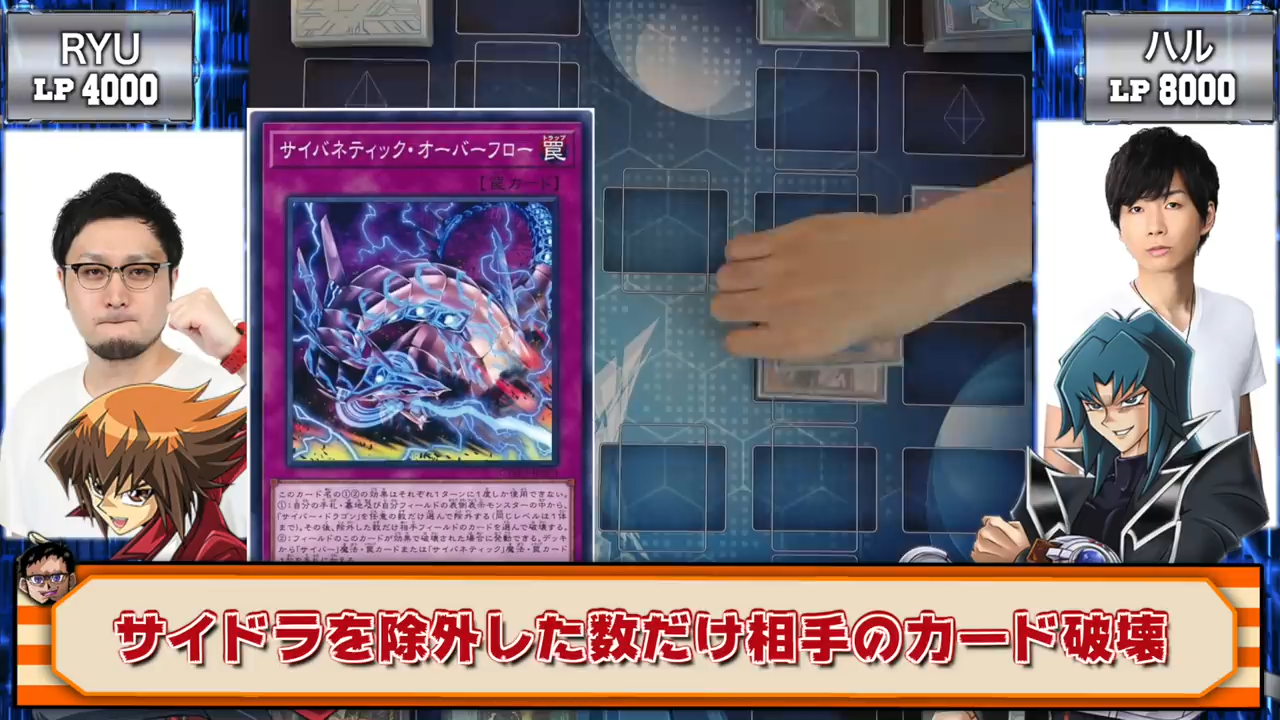 RYU
LP 4000
ハル
LP 8000
サイバネティック・オーバーフロー 罠
トラップ
【罠カード】
このカード名の①②の効果はそれぞれ1ターンに1度しか使用できない。
①:自分の手札・墓地及び自分フィールドの表側表示モンスターの中から、
「サイバー・ドラゴン」を任意の数だけ選んで除外する(同じレベルは1体
まで)。その後、除外した数だけ相手フィールドのカードを選んで破壊する。
②:フィールドのこのカードが効果で破壊された場合に発動できる。デッキ
から「サイバー」魔法・罠カードまたは「サイバネティック」魔法・罠カード
サイドラを除外した数だけ相手のカード破壊